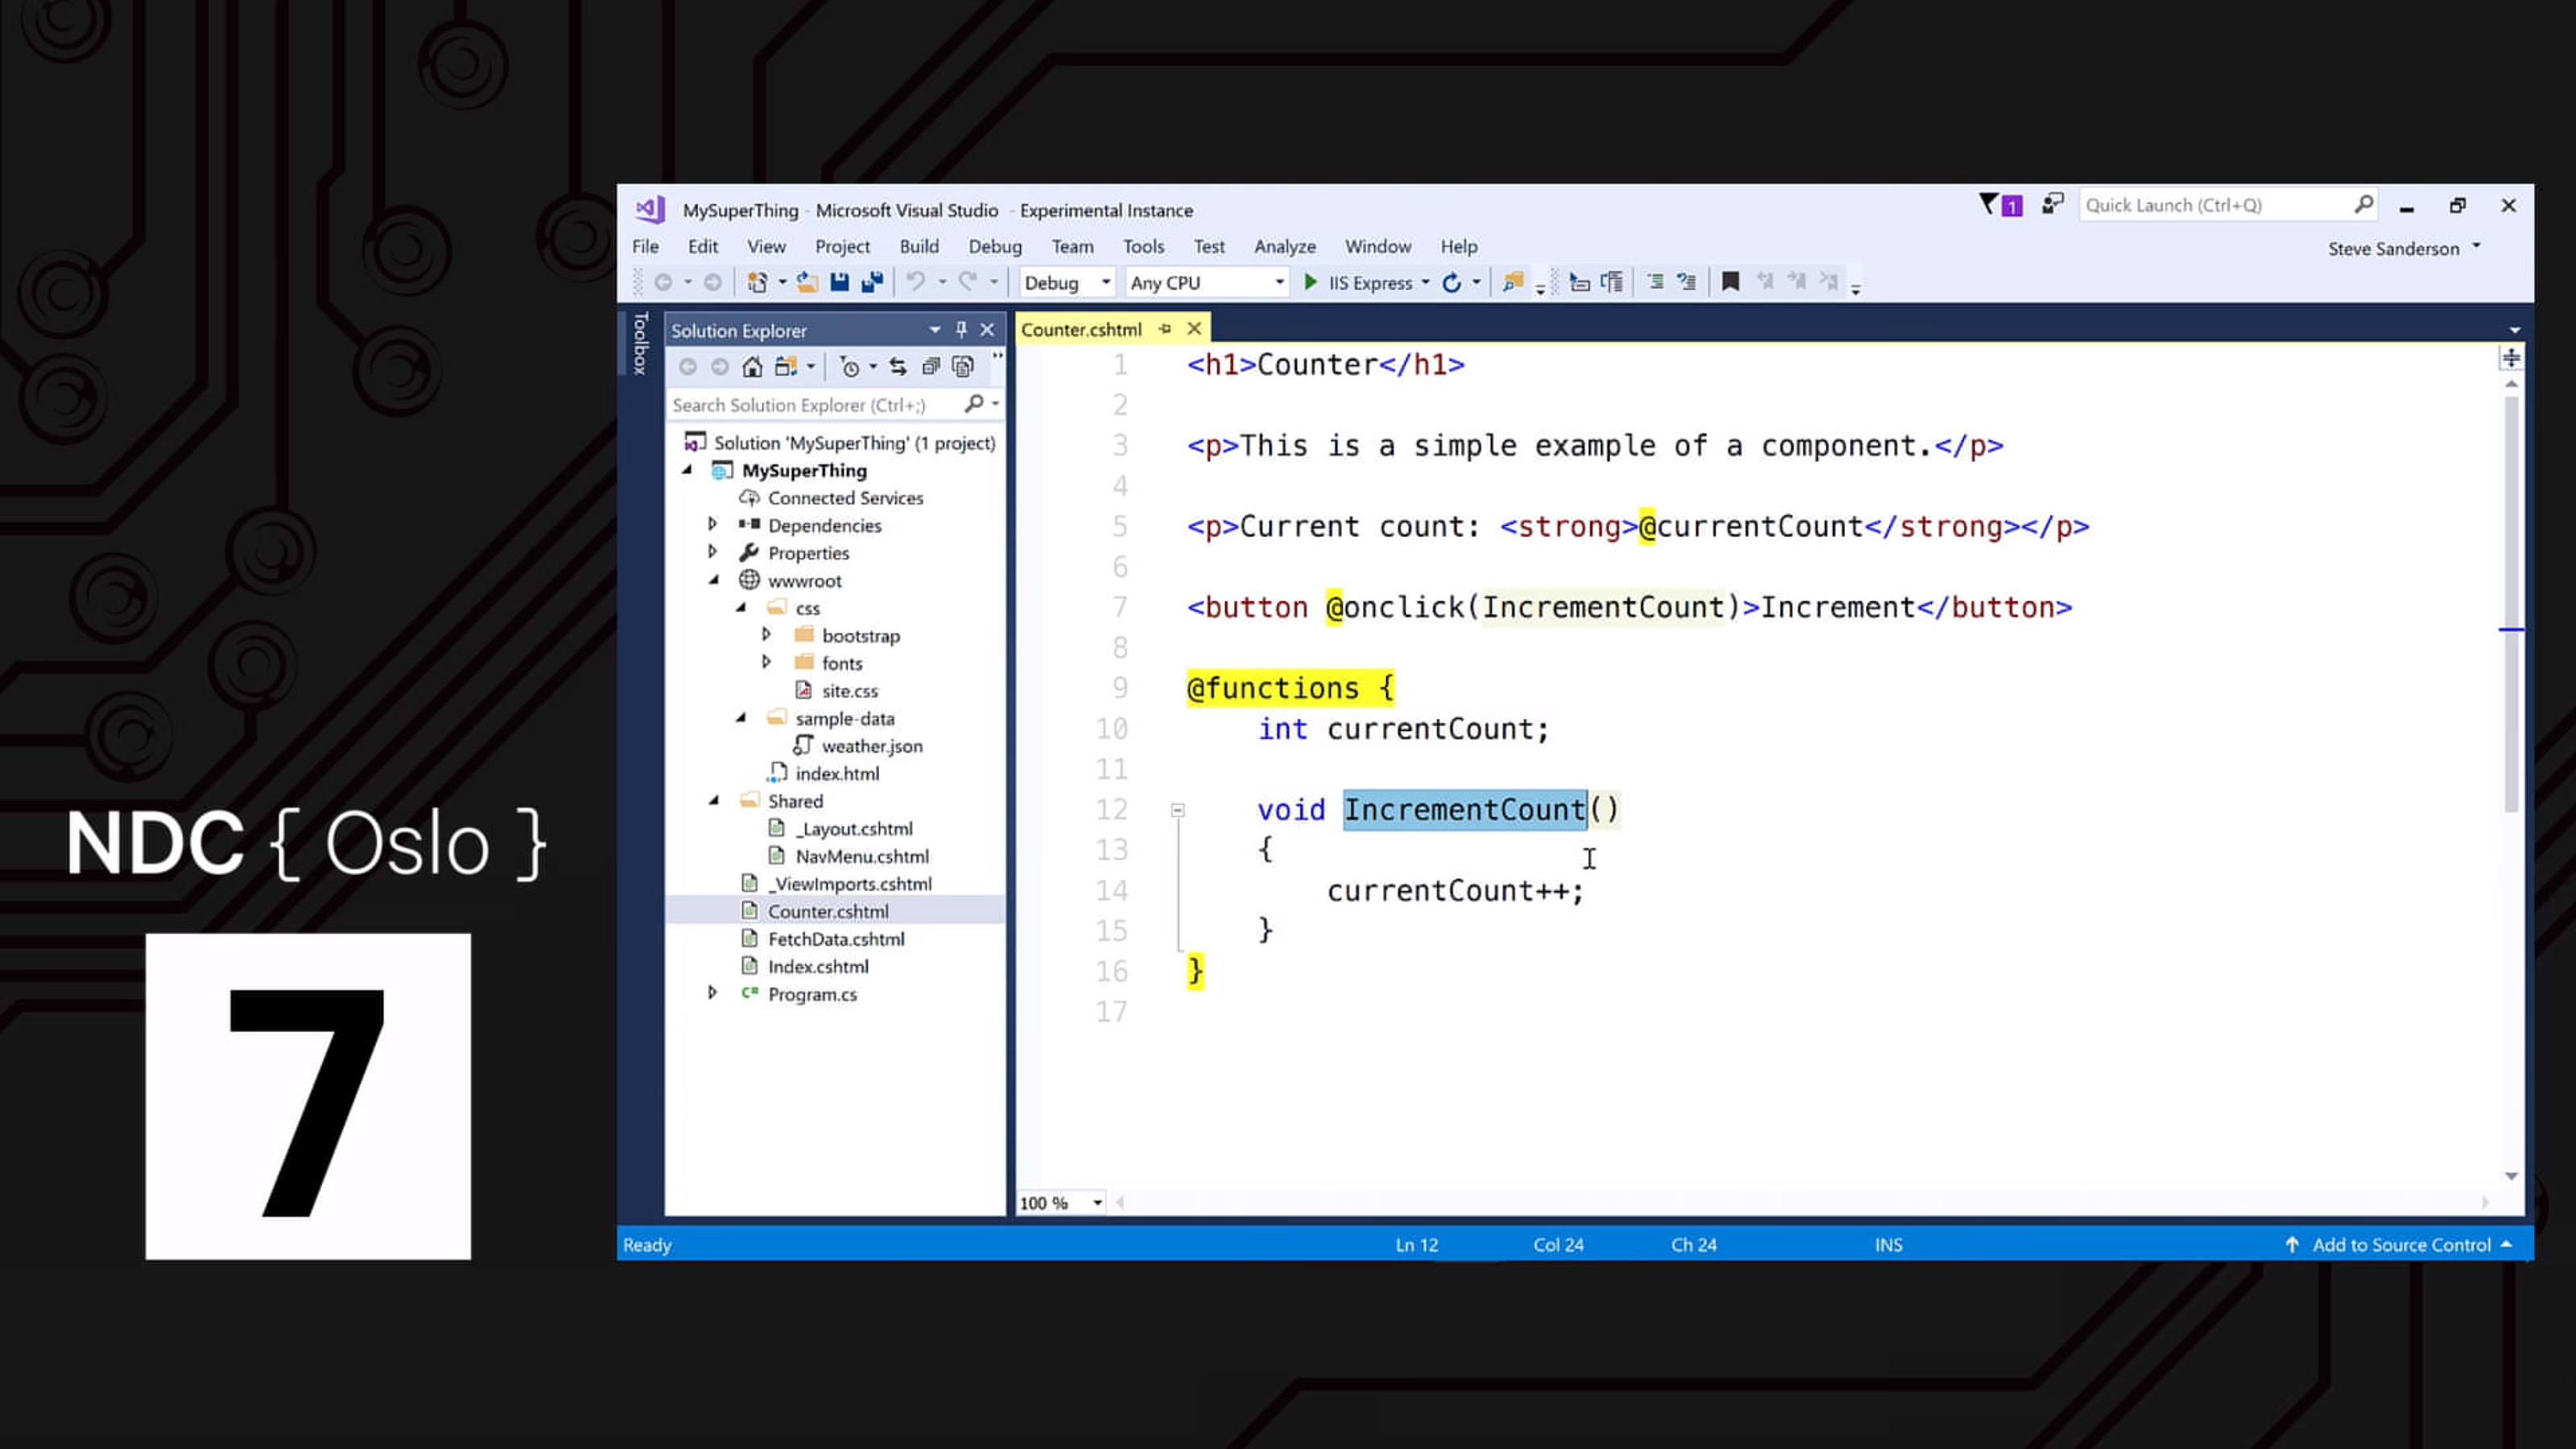 NDC { Oslo }
7
MySuperThing - Microsoft Visual Studio - Experimental Instance
1
Quick Launch (Ctrl+Q)
File Edit View Project Build Debug Team Tools Test Analyze Window Help
Steve Sanderson
Debug Any CPU IIS Express
Toolbox
Solution Explorer
Search Solution Explorer (Ctrl+;)
Solution 'MySuperThing' (1 project)
MySuperThing
Connected Services
Dependencies
Properties
wwwroot
css
bootstrap
fonts
site.css
sample-data
weather.json
index.html
Shared
_Layout.cshtml
NavMenu.cshtml
_ViewImports.cshtml
Counter.cshtml
FetchData.cshtml
Index.cshtml
C# Program.cs
Counter.cshtml
1 <h1>Counter</h1>
2
3 <p>This is a simple example of a component.</p>
4
5 <p>Current count: <strong>@currentCount</strong></p>
6
7 <button @onclick(IncrementCount)>Increment</button>
8
9 @functions {
10 int currentCount;
11
12 void IncrementCount()
13 {
14 currentCount++;
15 }
16 }
17
100 %
Ready Ln 12 Col 24 Ch 24 INS Add to Source Control